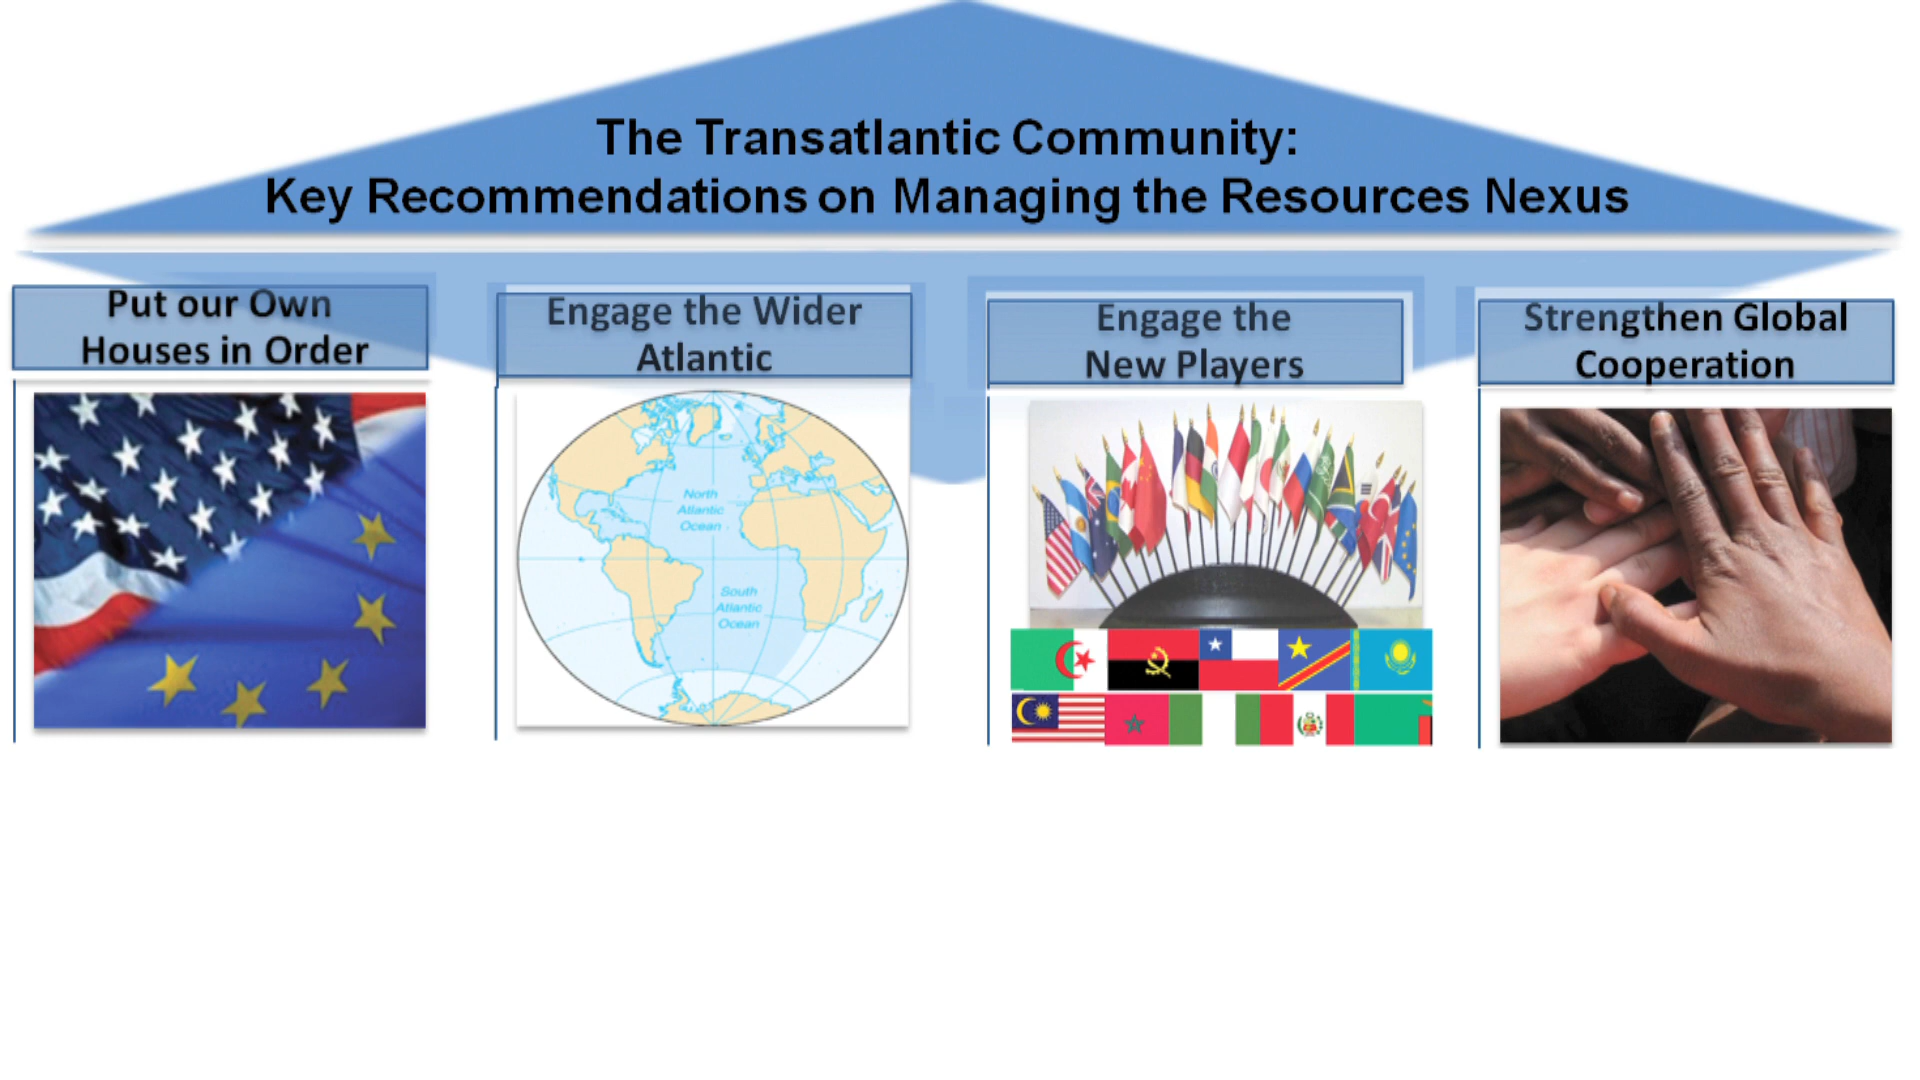 The Transatlantic Community:
Key Recommendations on Managing the Resources Nexus
Put our Own
Houses in Order
Engage the Wider
Atlantic
Engage the
New Players
Strengthen Global
Cooperation
North
Atlantic
Ocean
South
Atlantic
Ocean